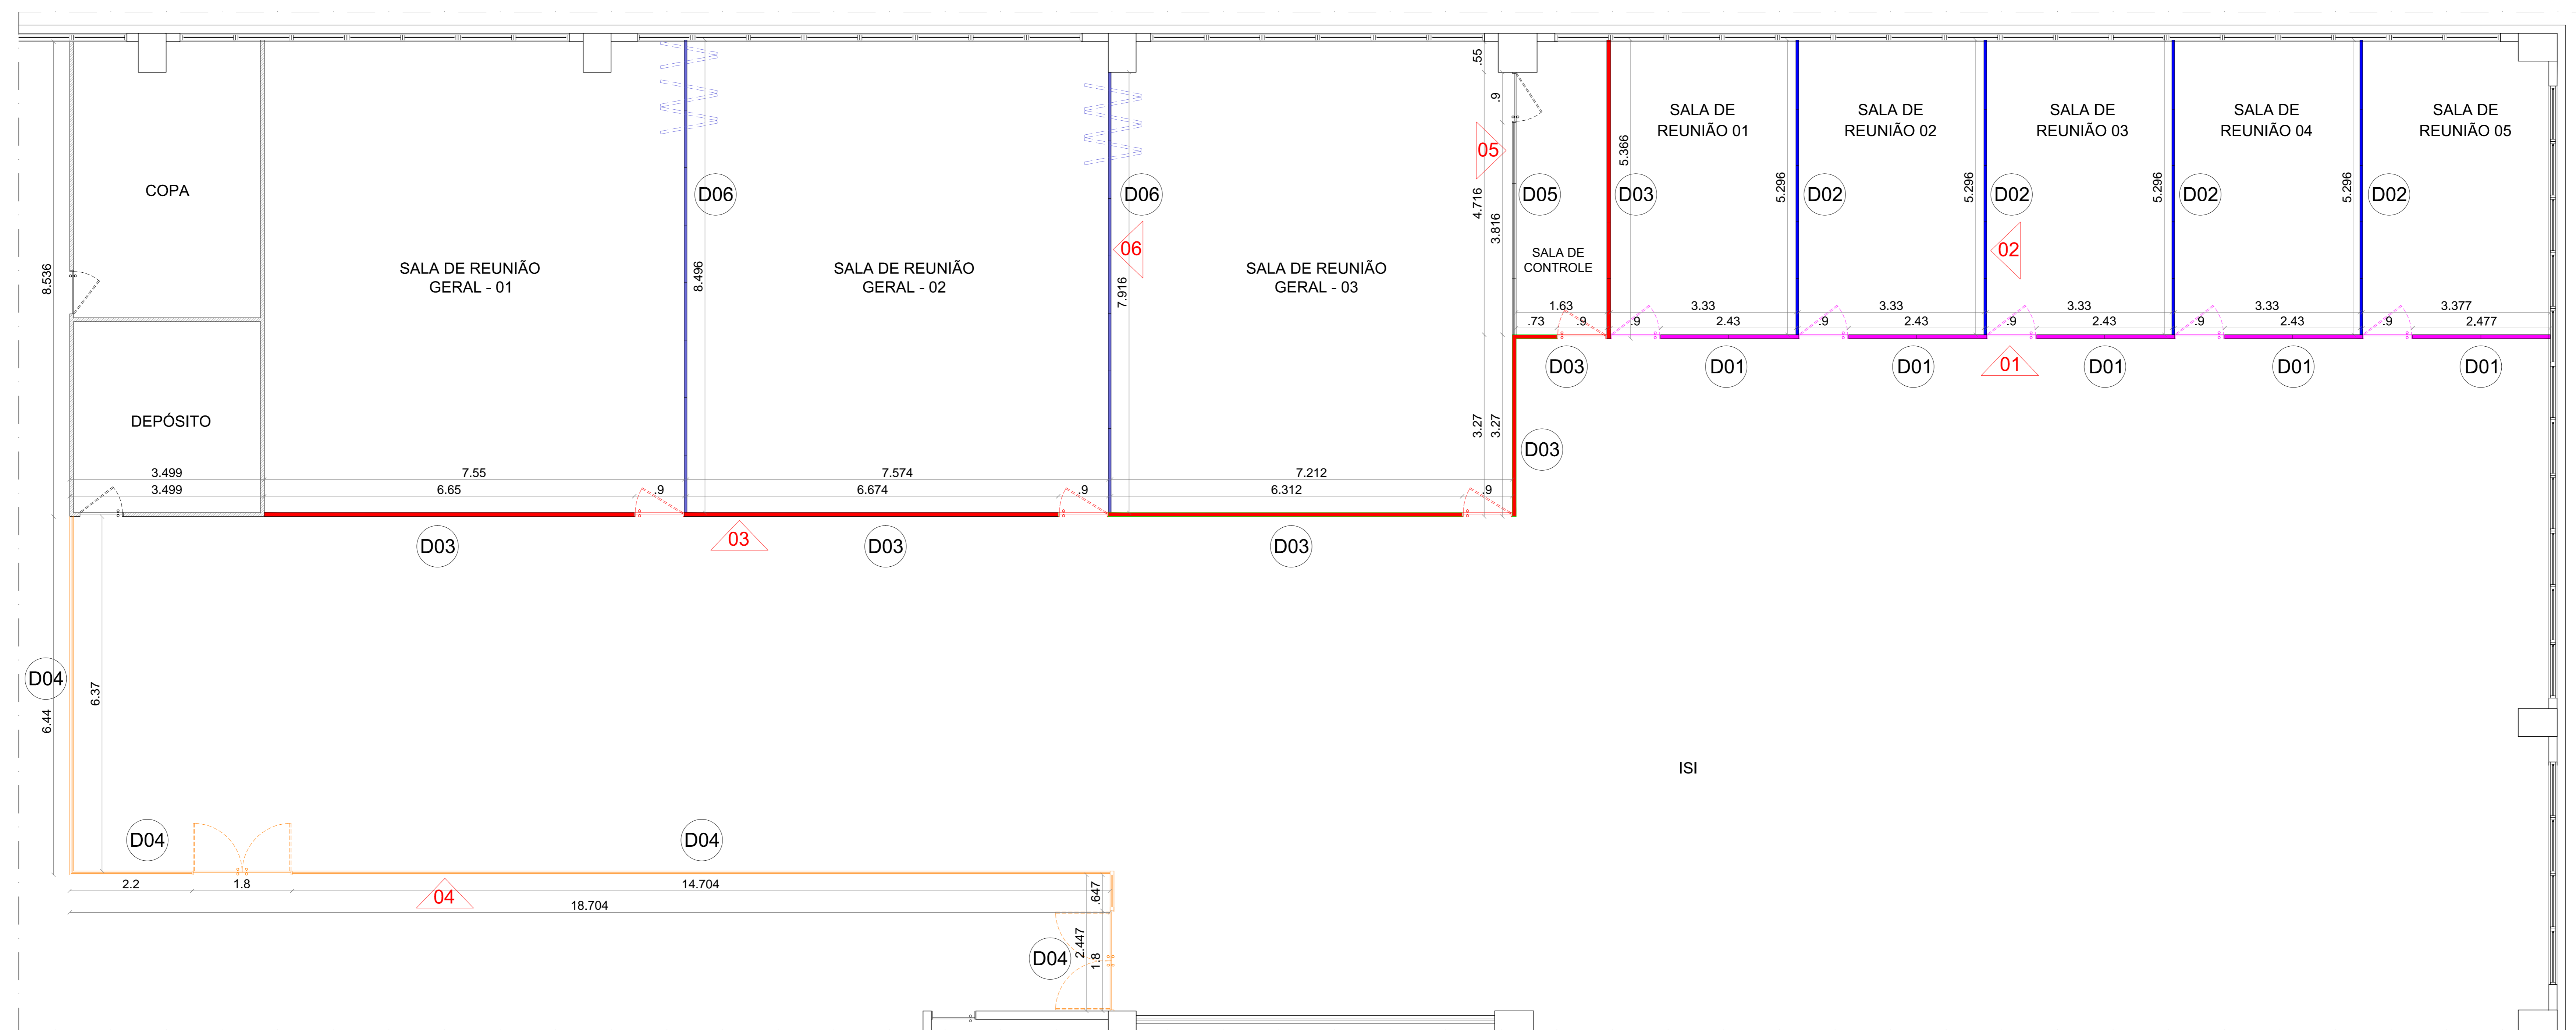 .55
.9
SALA DE
REUNIÃO 01
SALA DE
REUNIÃO 02
SALA DE
REUNIÃO 03
SALA DE
REUNIÃO 04
SALA DE
REUNIÃO 05
COPA
05
5.366
4.716
3.816
5.296
5.296
5.296
5.296
D06
D06
D05
D03
D02
D02
D02
D02
06
02
SALA DE REUNIÃO
GERAL - 01
SALA DE REUNIÃO
GERAL - 02
SALA DE REUNIÃO
GERAL - 03
SALA DE
CONTROLE
8.536
8.496
7.916
1.63
3.33
3.33
3.33
3.33
3.377
.73
.9
.9
2.43
.9
2.43
.9
2.43
.9
2.43
.9
2.477
D03
D01
D01
01
D01
D01
D01
DEPÓSITO
3.27
3.27
D03
3.499
7.55
7.574
7.212
3.499
6.65
.9
6.674
.9
6.312
.9
D03
03
D03
D03
D04
6.37
6.44
ISI
D04
D04
2.2
1.8
04
14.704
.647
18.704
2.447
1.8
D04